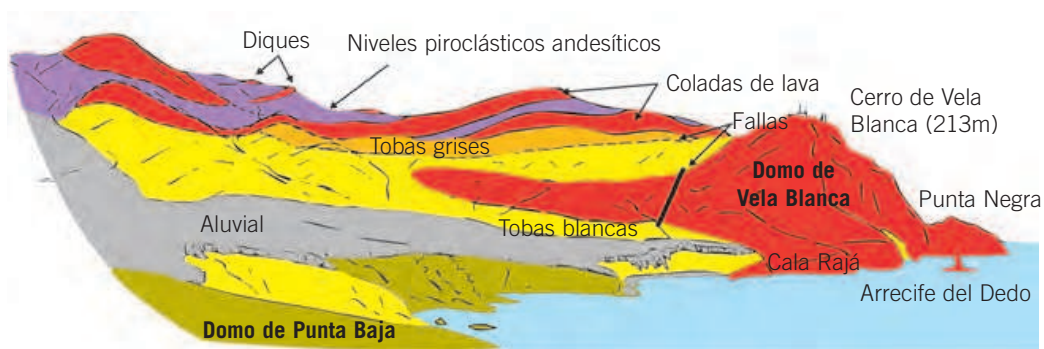 Diques
Niveles piroclásticos andesíticos
Coladas de lava
Cerro de Vela
Blanca (213m)
Fallas
Tobas grises
Domo de
Vela Blanca
Punta Negra
Aluvial
Tobas blancas
Cala Rajá
Arrecife del Dedo
Domo de Punta Baja